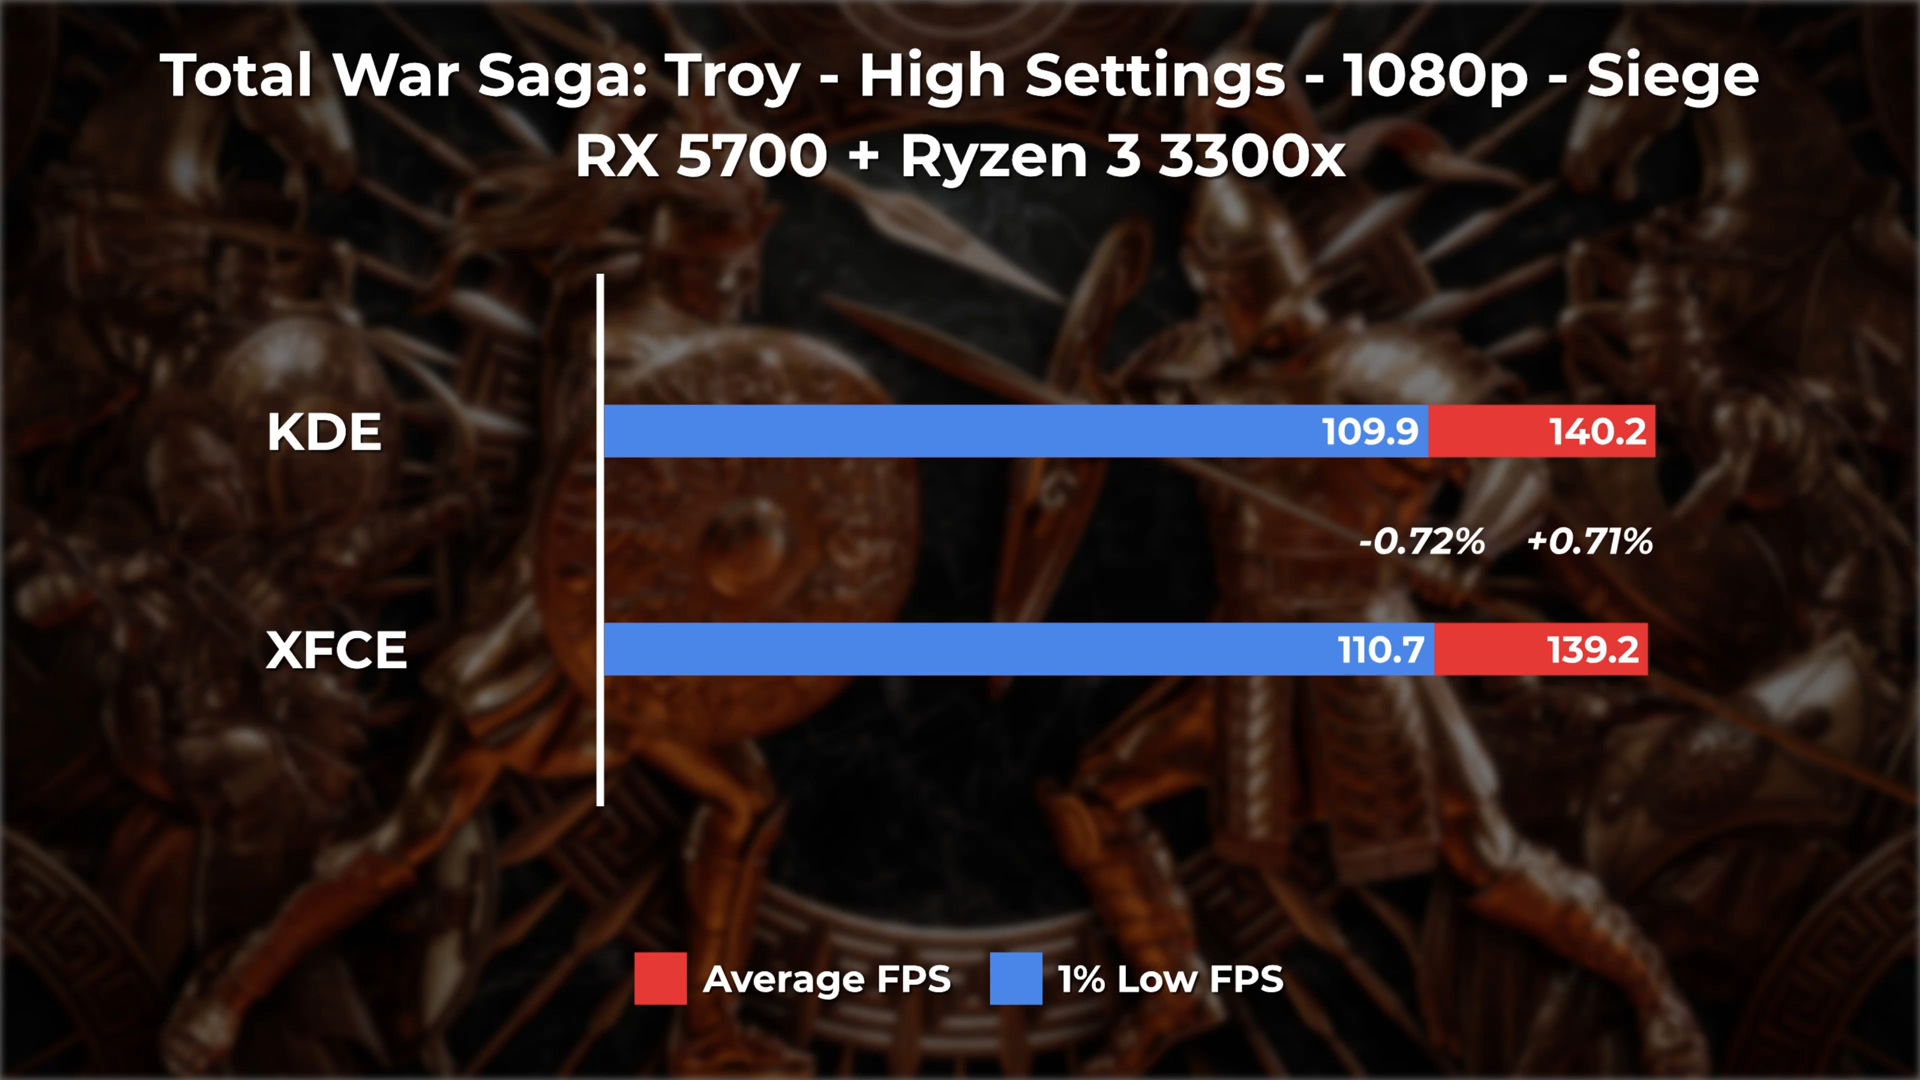 Total War Saga: Troy - High Settings - 1080p - Siege
RX 5700 + Ryzen 3 3300x
KDE 109.9 140.2
-0.72% +0.71%
XFCE 110.7 139.2
Average FPS 1% Low FPS